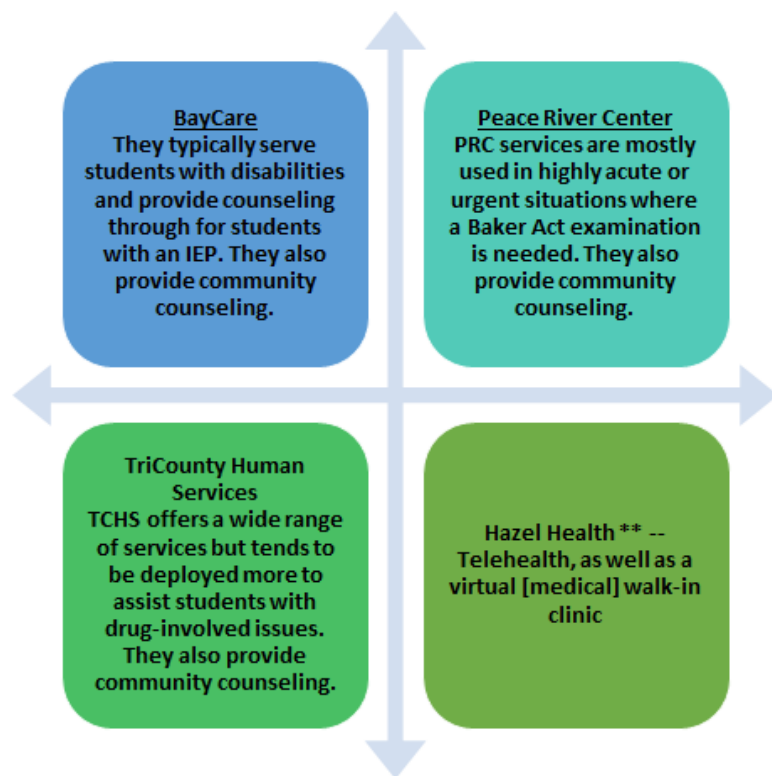 BayCare
They typically serve
students with disabilities
and provide counseling
through for students
with an IEP. They also
provide community
counseling.
Peace River Center
PRC services are mostly
used in highly acute or
urgent situations where
a Baker Act examination
is needed. They also
provide community
counseling.
TriCounty Human
Services
TCHS offers a wide range
of services but tends to
be deployed more to
assist students with
drug-involved issues.
They also provide
community counseling.
Hazel Health ** --
Telehealth, as well as a
virtual [medical] walk-in
clinic